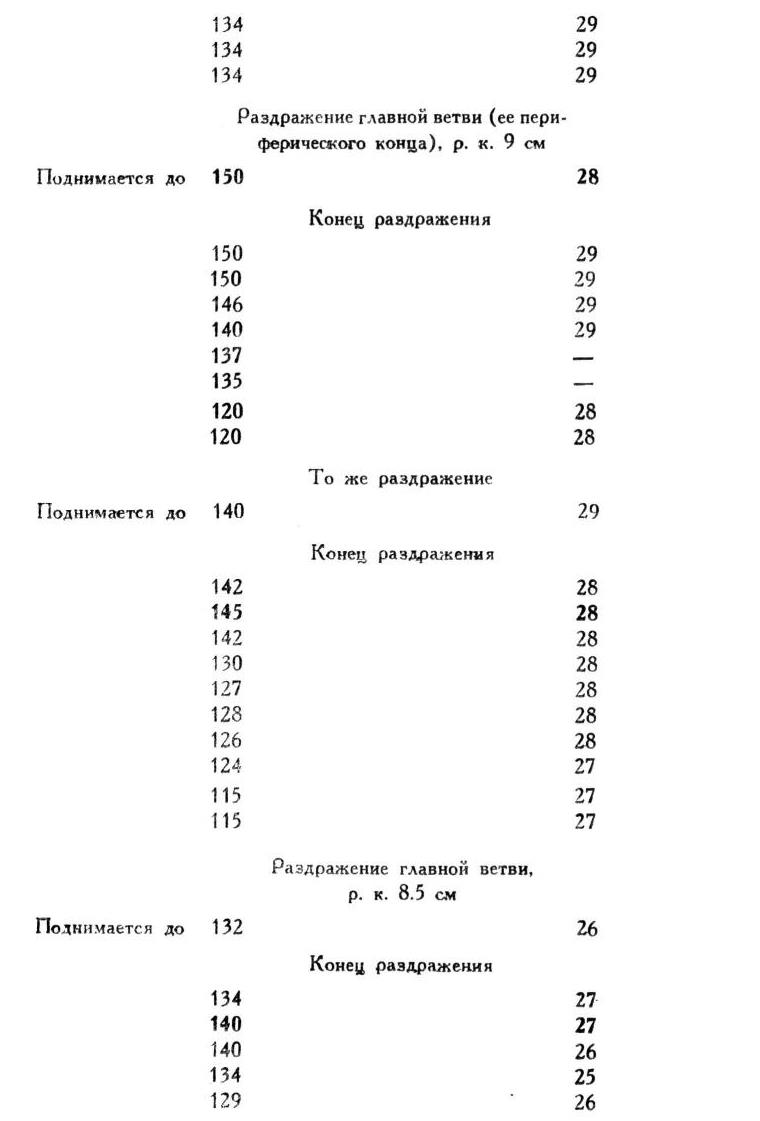 134 29
134 29
134 29
Раздражение главной ветви (ее пери-
ферического конца), р. к. 9 см
Поднимается до 150 28
Конец раздражения
150 29
150 29
146 29
140 29
137 —
135 —
120 28
120 28
То же раздражение
Поднимается до 140 29
Конец раздражения
142 28
145 28
142 28
130 28
127 28
128 28
126 28
124 27
115 27
115 27
Раздражение главной ветви,
р. к. 8.5 см
Поднимается до 132 26
Конец раздражения
134 27
140 27
140 26
134 25
129 26